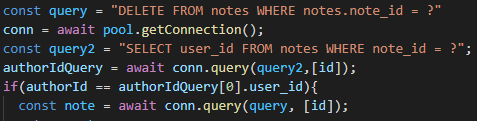 const query = "DELETE FROM notes WHERE notes.note_id = ?"
conn = await pool.getConnection();
const query2 = "SELECT user_id FROM notes WHERE note_id = ?";
authorIdQuery = await conn.query(query2,[id]);
if(authorId == authorIdQuery[0].user_id){
const note = await conn.query(query, [id]);